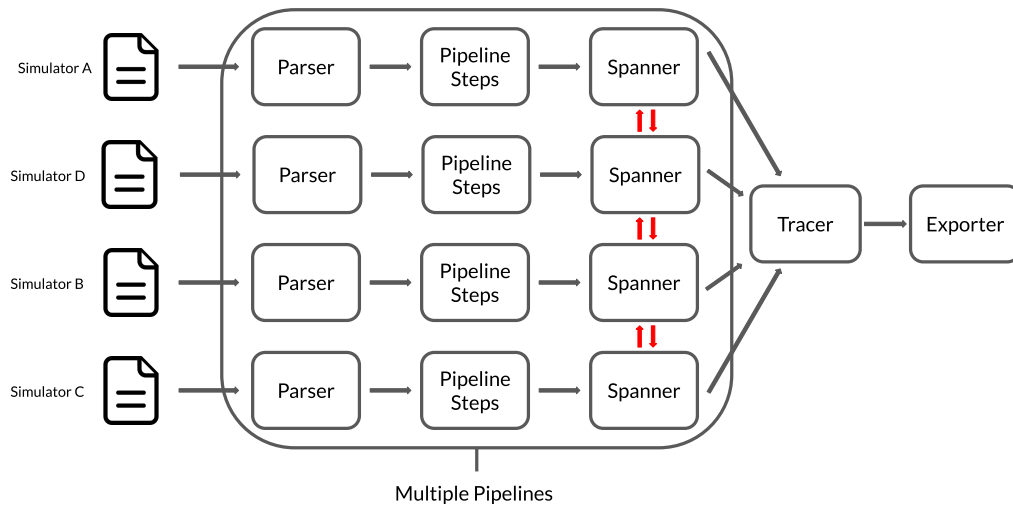 Simulator A
Parser
Pipeline
Steps
Spanner
Simulator D
Parser
Pipeline
Steps
Spanner
Tracer
Exporter
Simulator B
Parser
Pipeline
Steps
Spanner
Simulator C
Parser
Pipeline
Steps
Spanner
Multiple Pipelines